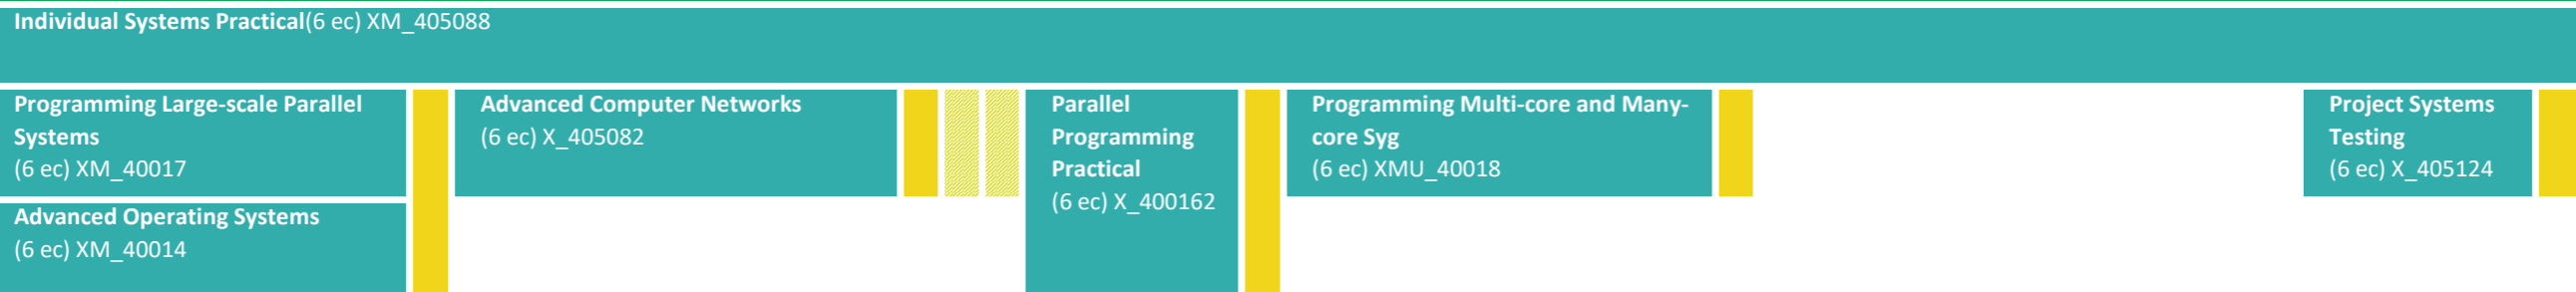 Individual Systems Practical(6 ec) XM_405088
Programming Large-scale Parallel
Systems
(6 ec) XM_40017
Advanced Operating Systems
(6 ec) XM_40014
Advanced Computer Networks
(6 ec) X_405082
Parallel
Programming
Practical
(6 ec) X_400162
Programming Multi-core and Many-
core Syg
(6 ec) XMU_40018
Project Systems
Testing
(6 ec) X_405124